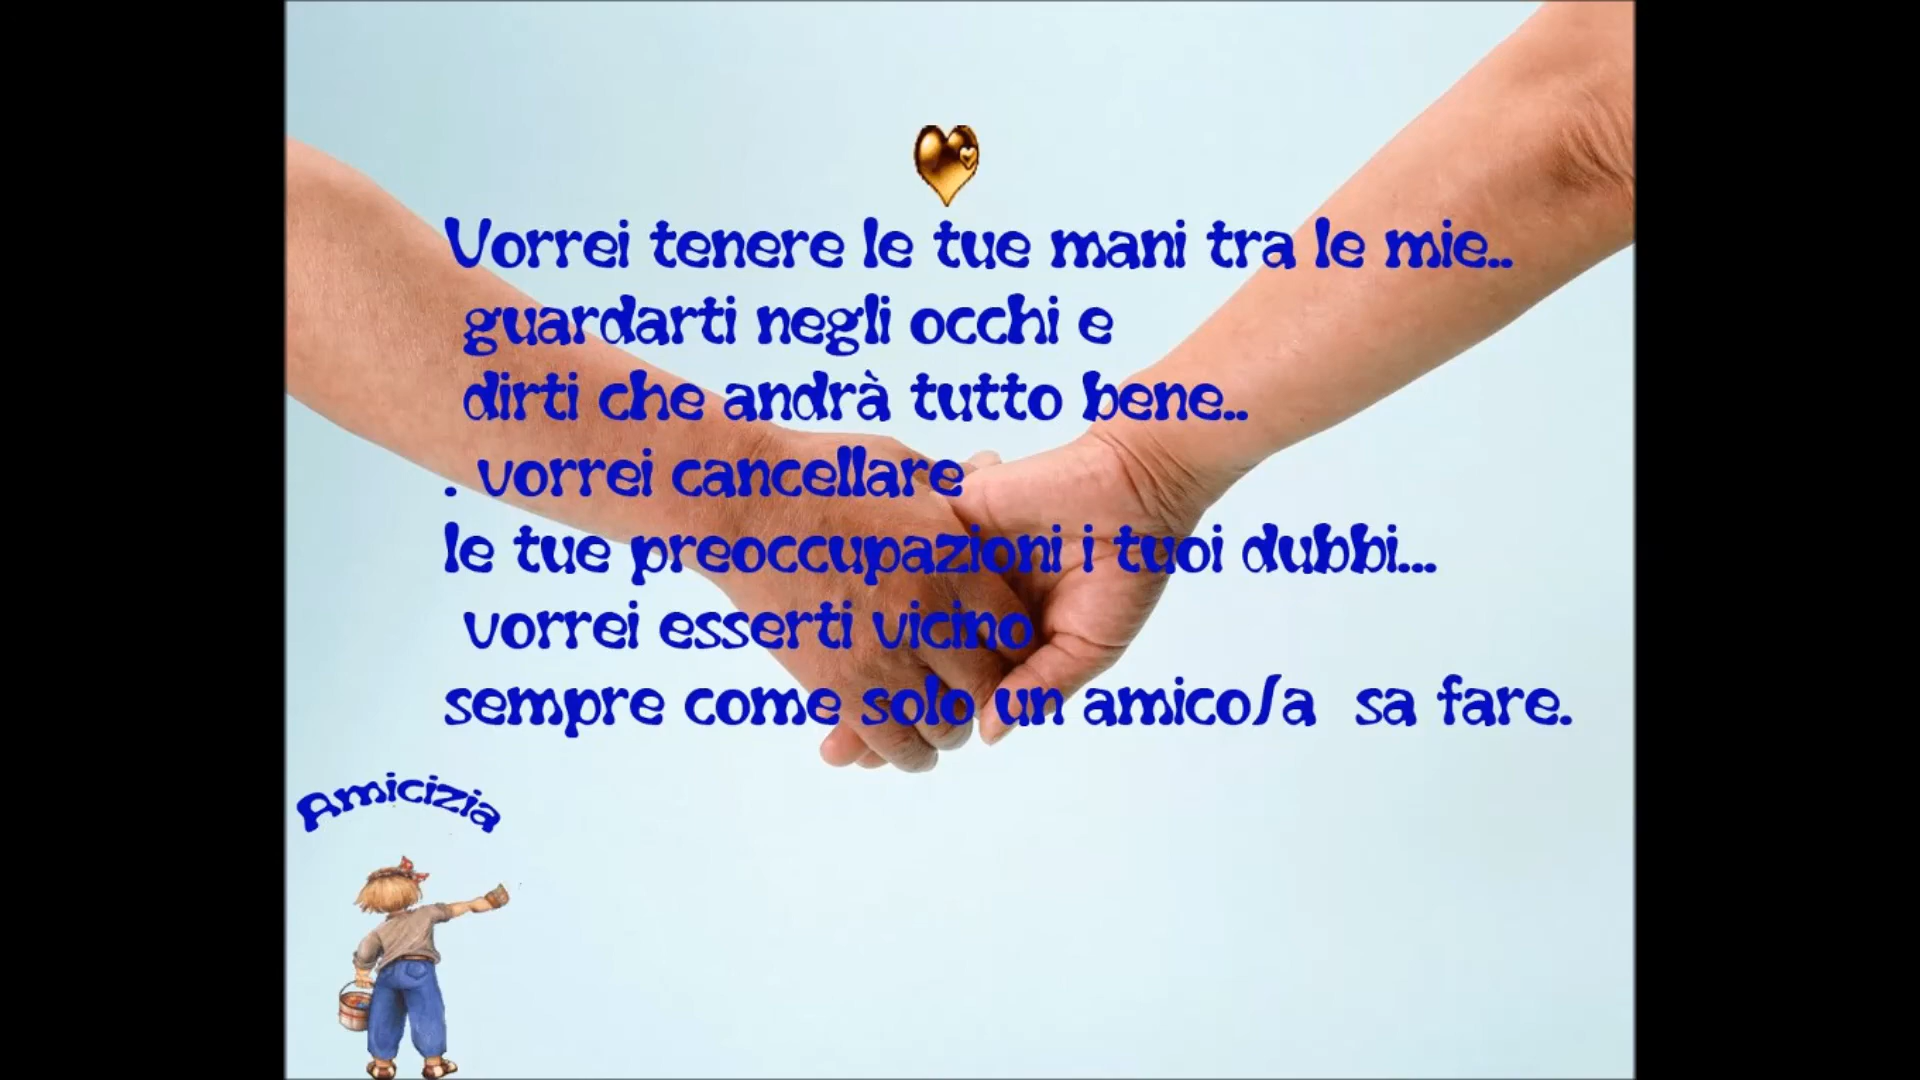 Vorrei tenere le tue mani tra le mie..
guardarti negli occhi e
dirti che andrà tutto bene..
. vorrei cancellare
le tue preoccupazioni i tuoi dubbi...
vorrei esserti vicino
sempre come solo un amico/a sa fare.
Amicizia